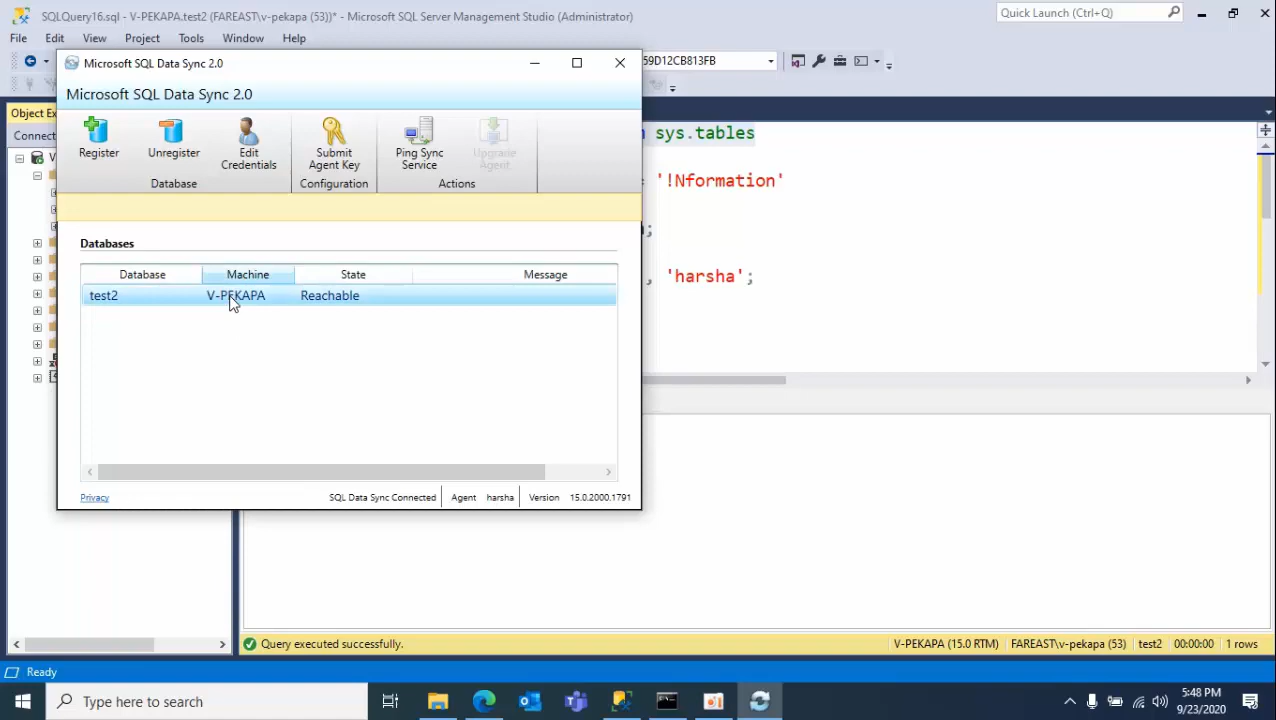 SQLQuery16.sql - V-PEKAPA.test2 (FAREAST\v-pekapa (53))* - Microsoft SQL Server Management Studio (Administrator)
Quick Launch (Ctrl+Q)
File Edit View Project Tools Window Help
Microsoft SQL Data Sync 2.0
59D12CB813FB
Microsoft SQL Data Sync 2.0
Object Ex
Connect
Register
Unregister
Edit Credentials
Submit Agent Key
Ping Sync Service
Upgrade Agent
Database
Configuration
Actions
sys.tables
'!Nformation'
;
, 'harsha';
Databases
Database Machine State Message
test2 V-PEKAPA Reachable
Privacy
SQL Data Sync Connected Agent harsha Version 15.0.2000.1791
Query executed successfully.
V-PEKAPA (15.0 RTM) FAREAST\v-pekapa (53) test2 00:00:00 1 rows
Ready
Type here to search
5:48 PM
9/23/2020